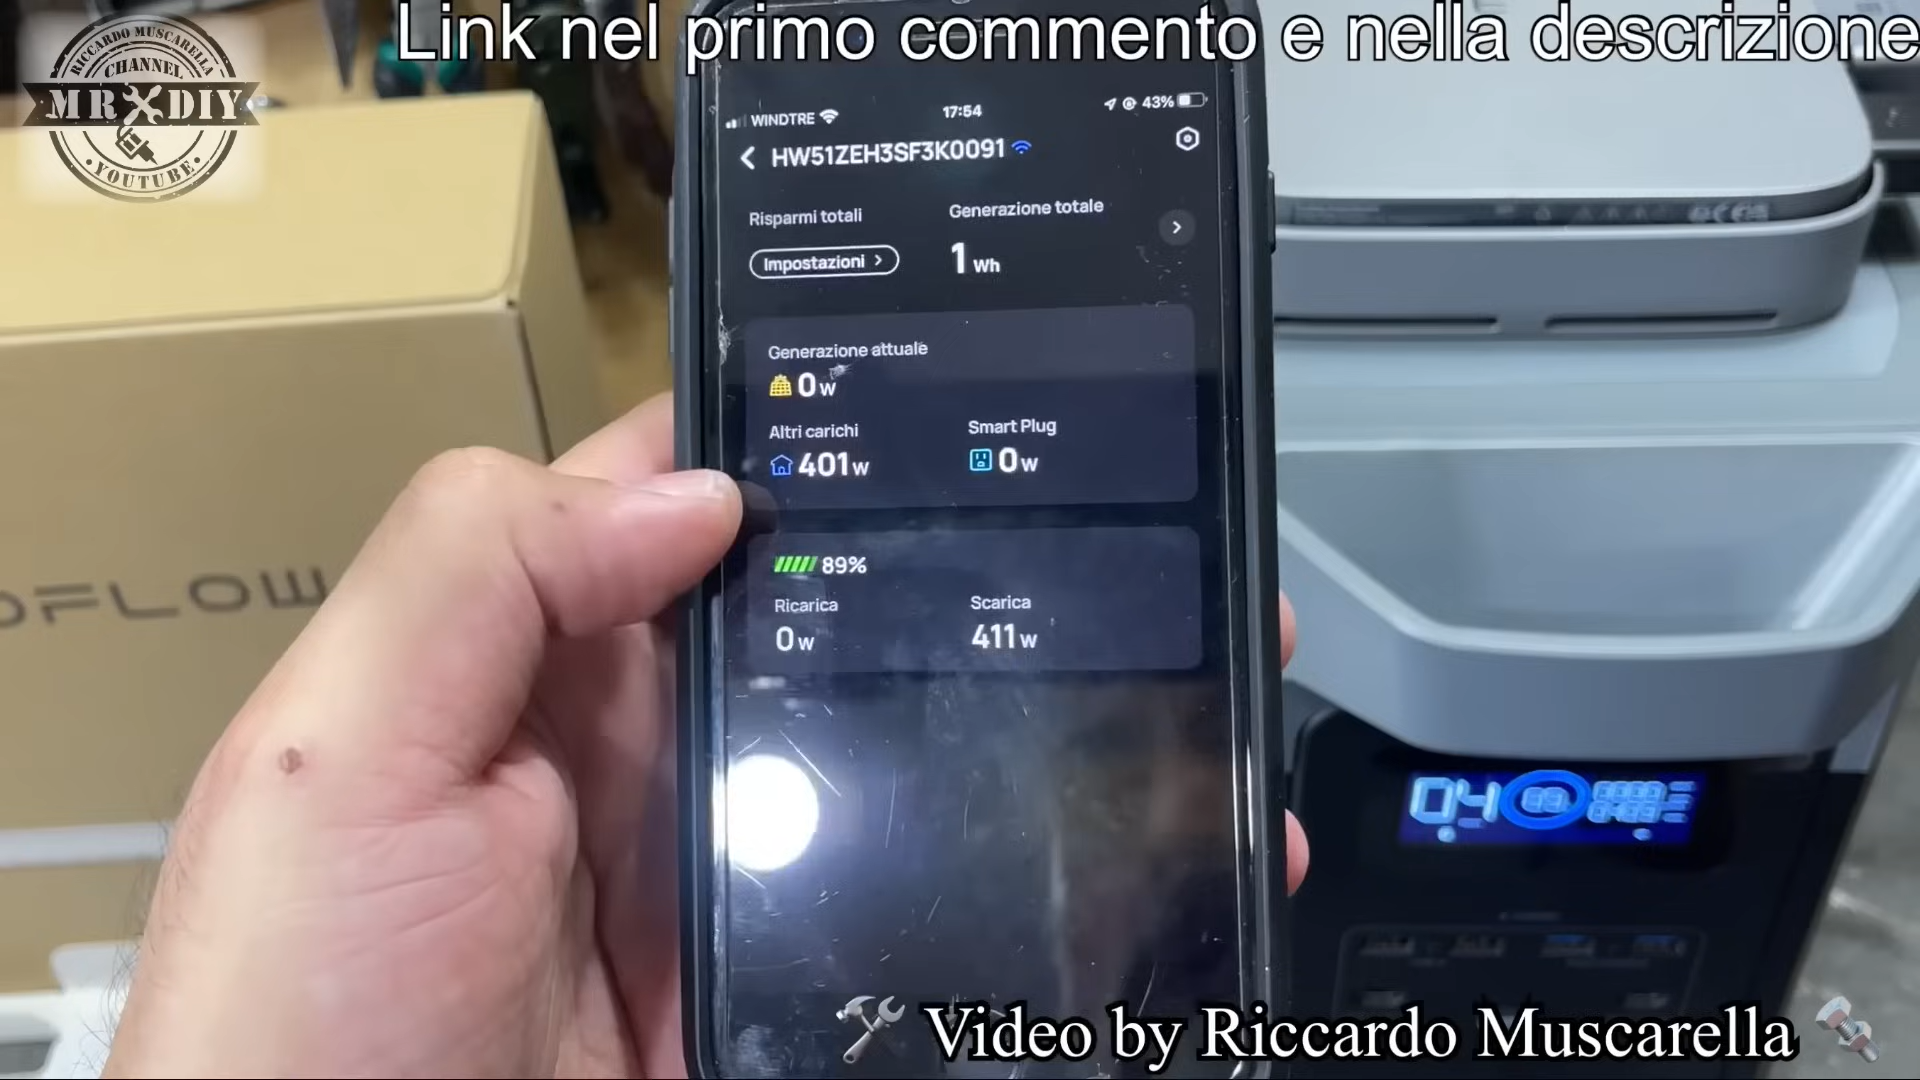 Link nel primo commento e nella descrizione
RICCARDO MUSCARELLA
CHANNEL
MR DIY
YOUTUBE
WINDTRE
17:54
43%
HW51ZEH3SF3K0091
Risparmi totali
Generazione totale
Impostazioni >
1 Wh
Generazione attuale
0 W
Altri carichi
Smart Plug
401 W
0 W
89%
Ricarica
Scarica
0 W
411 W
OFLOW
Video by Riccardo Muscarella